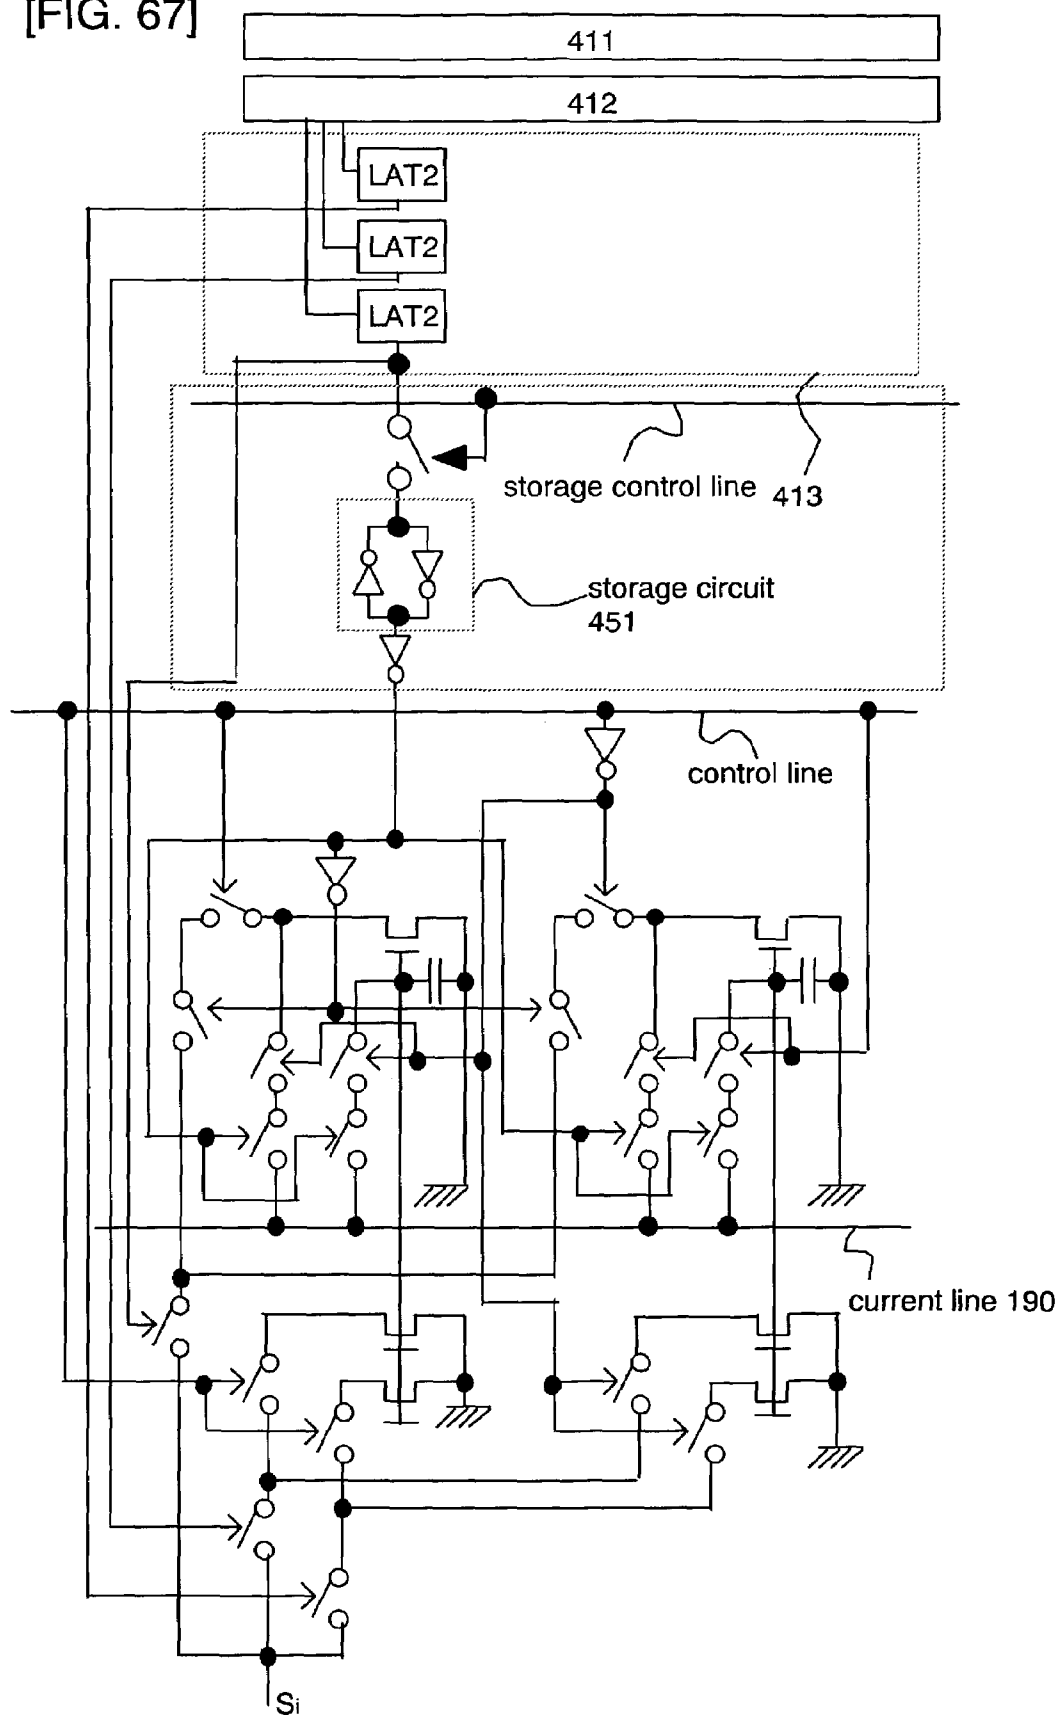 [FIG. 67]
411
412
LAT2
LAT2
LAT2
storage control line
413
storage circuit
451
control line
current line 190
Si